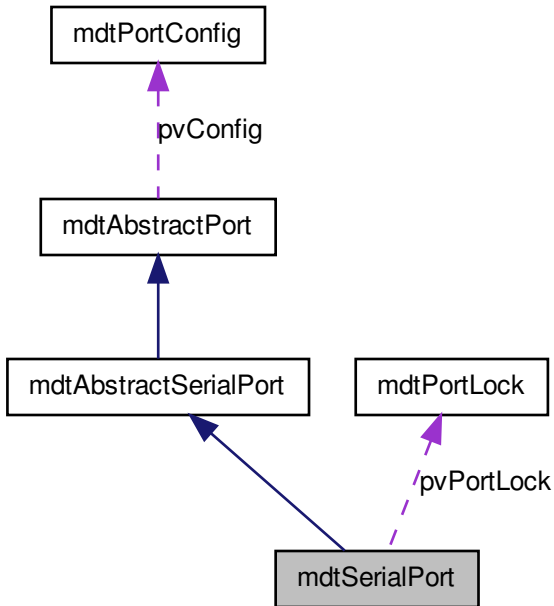 mdtPortConfig
pvConfig
mdtAbstractPort
mdtAbstractSerialPort
mdtPortLock
pvPortLock
mdtSerialPort